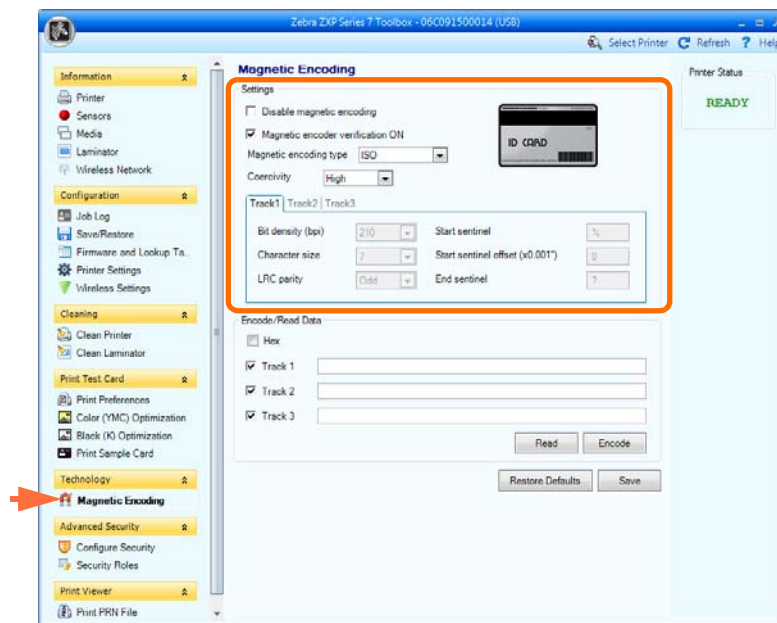 Zebra ZXP Series 7 Toolbox - 06C091500014 (USB)
Select Printer Refresh ? Help
Information
Printer
Sensors
Media
Laminator
Wireless Network
Configuration
Job Log
Save/Restore
Firmware and Lookup Ta..
Printer Settings
Wireless Settings
Cleaning
Clean Printer
Clean Laminator
Print Test Card
Print Preferences
Color (YMC) Optimization
Black (K) Optimization
Print Sample Card
Technology
Magnetic Encoding
Advanced Security
Configure Security
Security Roles
Print Viewer
Print PRN File
Magnetic Encoding
Settings
Disable magnetic encoding
Magnetic encoder verification ON
Magnetic encoding type ISO
Coercivity High
ID CARD
Track1 Track2 Track3
Bit density (bpi) 210 Start sentinel %
Character size 7 Start sentinel offset (x0.001") 0
LRC parity Odd End sentinel ?
Encode/Read Data
Hex
Track 1
Track 2
Track 3
Read Encode
Restore Defaults Save
Printer Status
READY